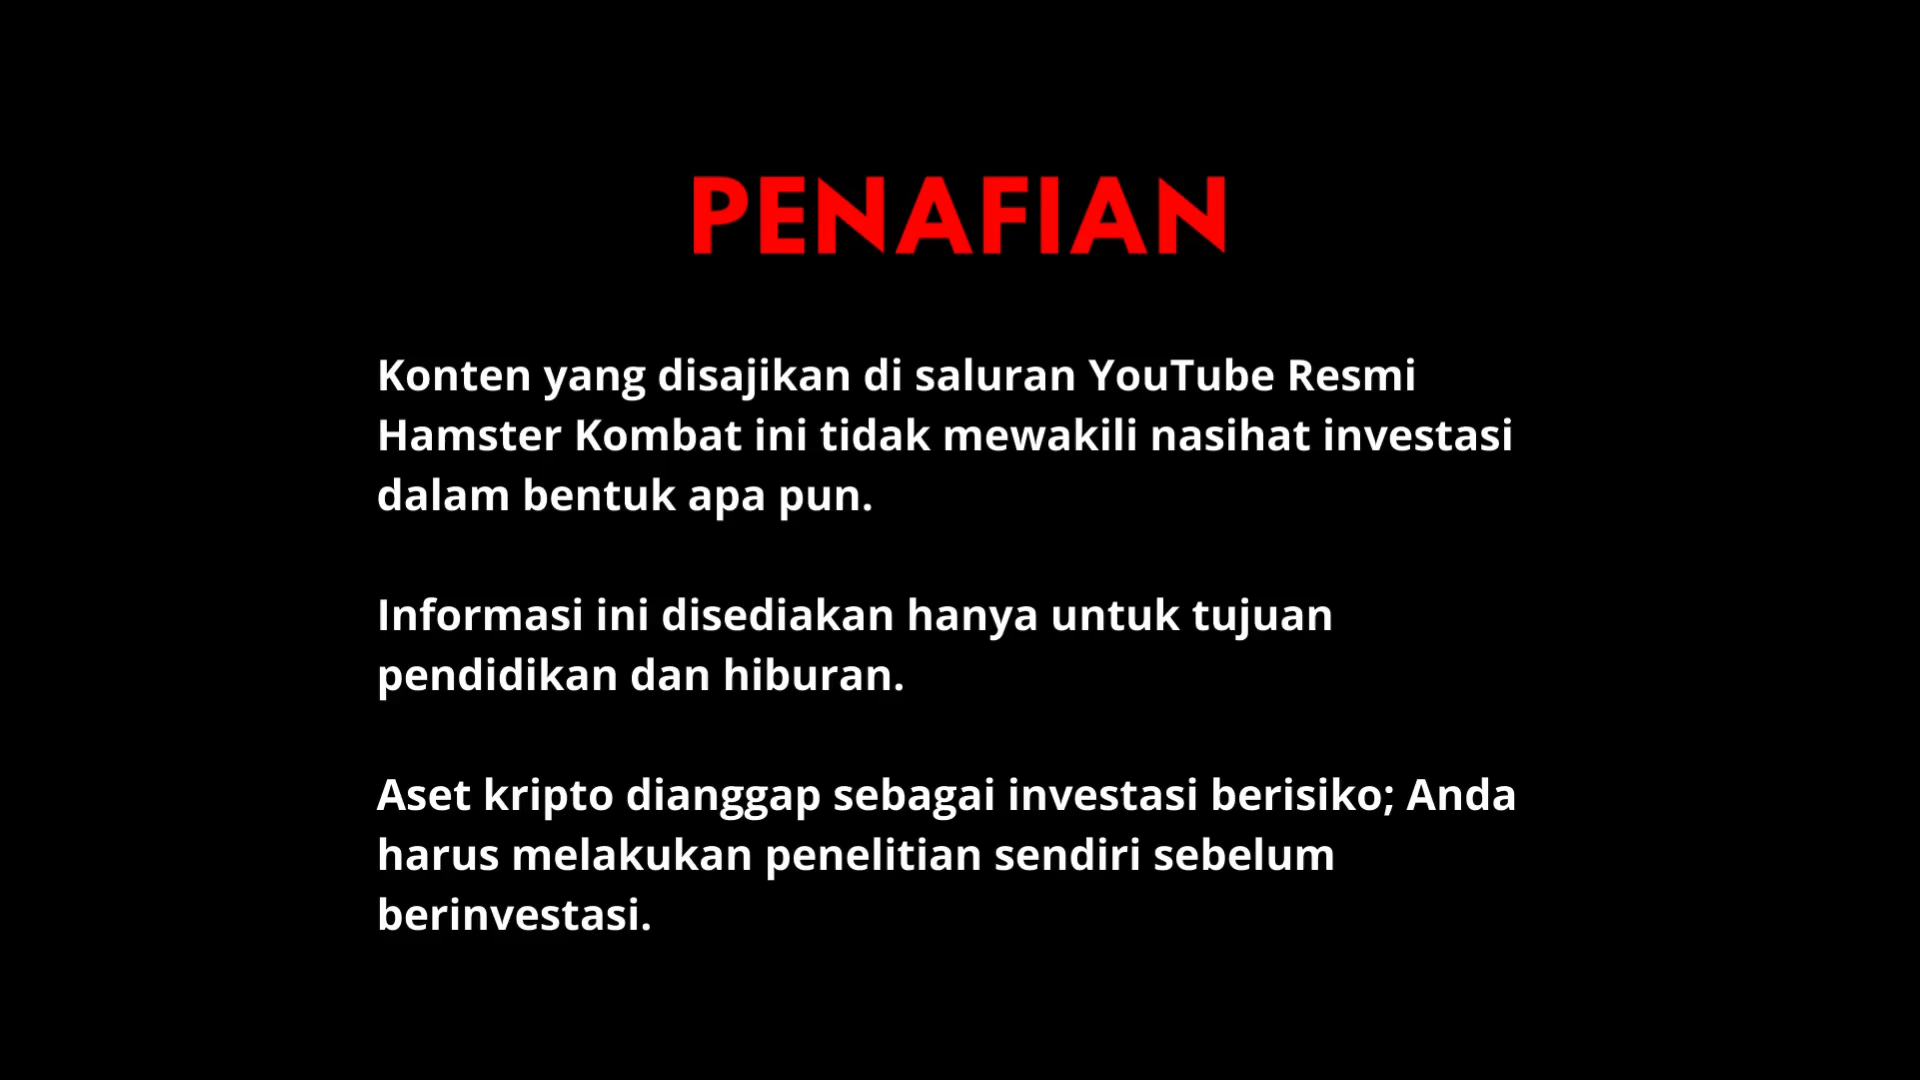 PENAFIAN
Konten yang disajikan di saluran YouTube Resmi
Hamster Kombat ini tidak mewakili nasihat investasi
dalam bentuk apa pun.
Informasi ini disediakan hanya untuk tujuan
pendidikan dan hiburan.
Aset kripto dianggap sebagai investasi berisiko; Anda
harus melakukan penelitian sendiri sebelum
berinvestasi.